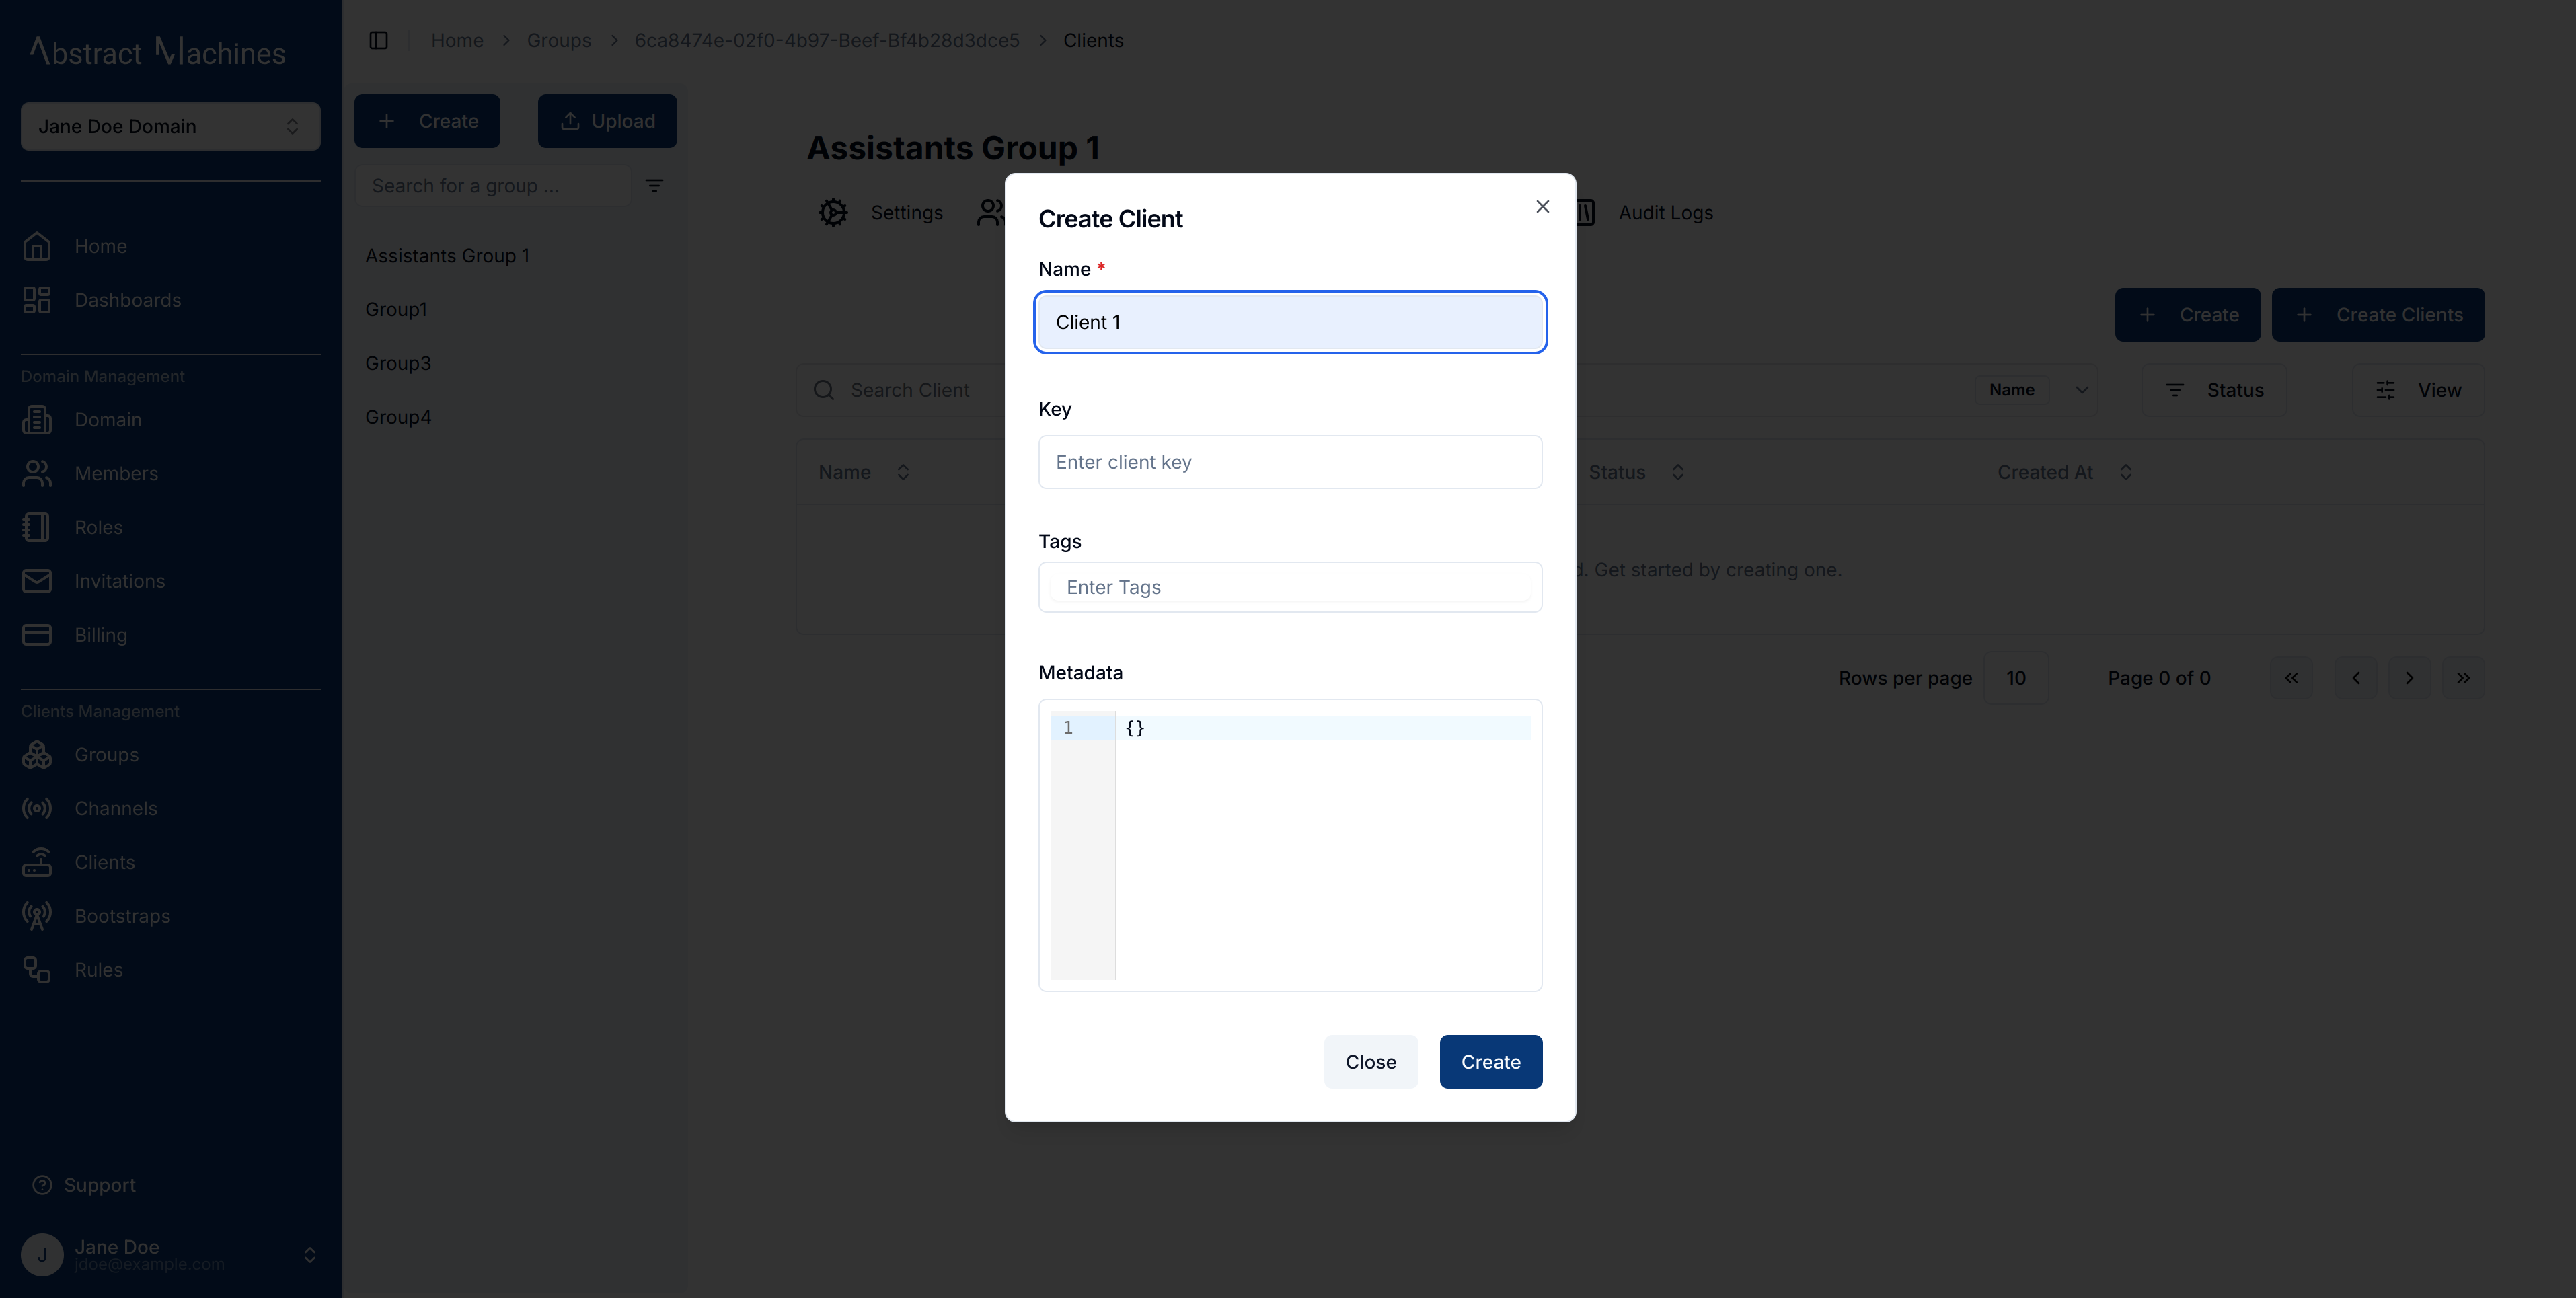 Abstract Machines
Jane Doe Domain
Home
Dashboards
Domain Management
Domain
Members
Roles
Invitations
Billing
Clients Management
Groups
Channels
Clients
Bootstraps
Rules
Support
J
Jane Doe
jdoe@example.com
Home > Groups > 6ca8474e-02f0-4b97-Beef-Bf4b28d3dce5 > Clients
Create Upload
Search for a group ...
Assistants Group 1
Group1
Group3
Group4
Assistants Group 1
Settings Audit Logs
Create Create Clients
Search Client Name Status View
Name Status Created At
d. Get started by creating one.
Rows per page 10 Page 0 of 0
Create Client
Name *
Client 1
Key
Enter client key
Tags
Enter Tags
Metadata
1 {}
Close Create